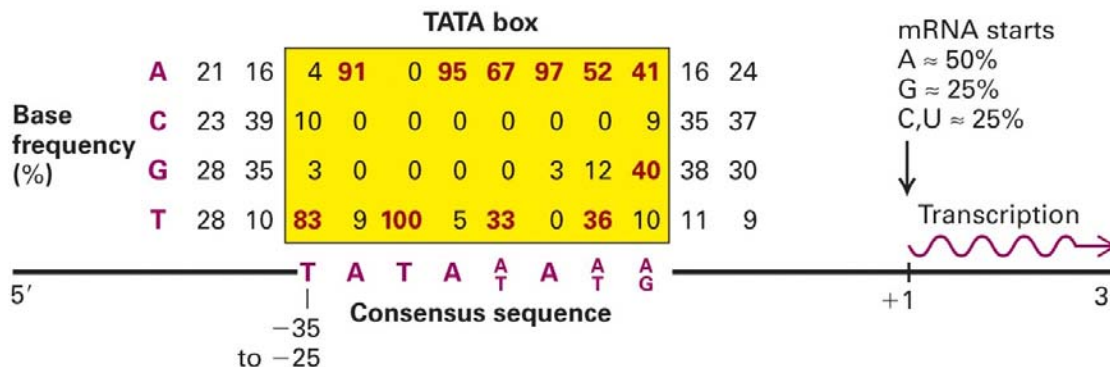 TATA box
mRNA starts
A ≈ 50%
G ≈ 25%
C,U ≈ 25%
Base
frequency
(%)
A 21 16 4 91 0 95 67 97 52 41 16 24
C 23 39 10 0 0 0 0 0 0 9 35 37
G 28 35 3 0 0 0 0 3 12 40 38 30
T 28 10 83 9 100 5 33 0 36 10 11 9
Transcription
T A T A A/T A A/T A/G
5′
Consensus sequence
+1
3
−35
to −25